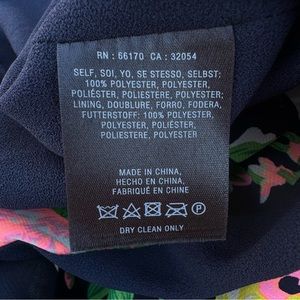 RN : 66170 CA : 32054
SELF, SOI, YO, SE STESSO, SELBST:
100% POLYESTER, POLYESTER,
POLIÉSTER, POLIESTERE, POLYESTER;
LINING, DOUBLURE, FORRO, FODERA,
FUTTERSTOFF: 100% POLYESTER,
POLYESTER, POLIÉSTER,
POLIESTERE, POLYESTER
MADE IN CHINA,
HECHO EN CHINA,
FABRIQUÉ EN CHINE
DRY CLEAN ONLY